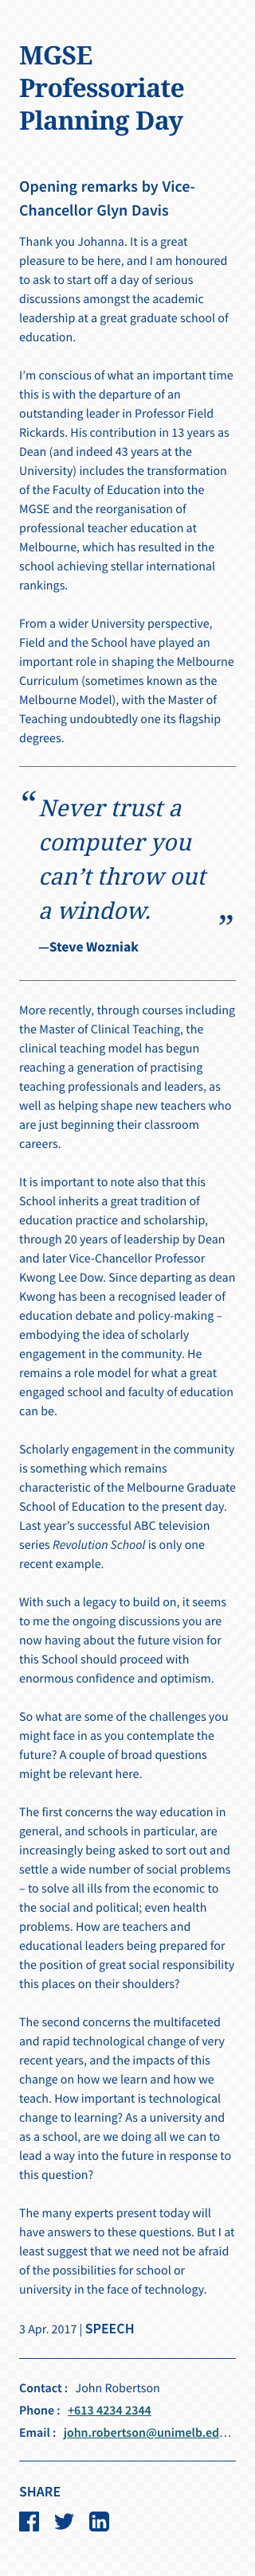 MGSE
Professoriate
Planning Day
Opening remarks by Vice-
Chancellor Glyn Davis
Thank you Johanna. It is a great
pleasure to be here, and I am honoured
to ask to start off a day of serious
discussions amongst the academic
leadership at a great graduate school of
education.
I’m conscious of what an important time
this is with the departure of an
outstanding leader in Professor Field
Rickards. His contribution in 13 years as
Dean (and indeed 43 years at the
University) includes the transformation
of the Faculty of Education into the
MGSE and the reorganisation of
professional teacher education at
Melbourne, which has resulted in the
school achieving stellar international
rankings.
From a wider University perspective,
Field and the School have played an
important role in shaping the Melbourne
Curriculum (sometimes known as the
Melbourne Model), with the Master of
Teaching undoubtedly one its flagship
degrees.
“ Never trust a
computer you
can’t throw out
a window. ”
—Steve Wozniak
More recently, through courses including
the Master of Clinical Teaching, the
clinical teaching model has begun
reaching a generation of practising
teaching professionals and leaders, as
well as helping shape new teachers who
are just beginning their classroom
careers.
It is important to note also that this
School inherits a great tradition of
education practice and scholarship,
through 20 years of leadership by Dean
and later Vice-Chancellor Professor
Kwong Lee Dow. Since departing as dean
Kwong has been a recognised leader of
education debate and policy-making –
embodying the idea of scholarly
engagement in the community. He
remains a role model for what a great
engaged school and faculty of education
can be.
Scholarly engagement in the community
is something which remains
characteristic of the Melbourne Graduate
School of Education to the present day.
Last year’s successful ABC television
series Revolution School is only one
recent example.
With such a legacy to build on, it seems
to me the ongoing discussions you are
now having about the future vision for
this School should proceed with
enormous confidence and optimism.
So what are some of the challenges you
might face in as you contemplate the
future? A couple of broad questions
might be relevant here.
The first concerns the way education in
general, and schools in particular, are
increasingly being asked to sort out and
settle a wide number of social problems
– to solve all ills from the economic to
the social and political; even health
problems. How are teachers and
educational leaders being prepared for
the position of great social responsibility
this places on their shoulders?
The second concerns the multifaceted
and rapid technological change of very
recent years, and the impacts of this
change on how we learn and how we
teach. How important is technological
change to learning? As a university and
as a school, are we doing all we can to
lead a way into the future in response to
this question?
The many experts present today will
have answers to these questions. But I at
least suggest that we need not be afraid
of the possibilities for school or
university in the face of technology.
3 Apr. 2017 | SPEECH
Contact : John Robertson
Phone : +613 4234 2344
Email : john.robertson@unimelb.ed…
SHARE